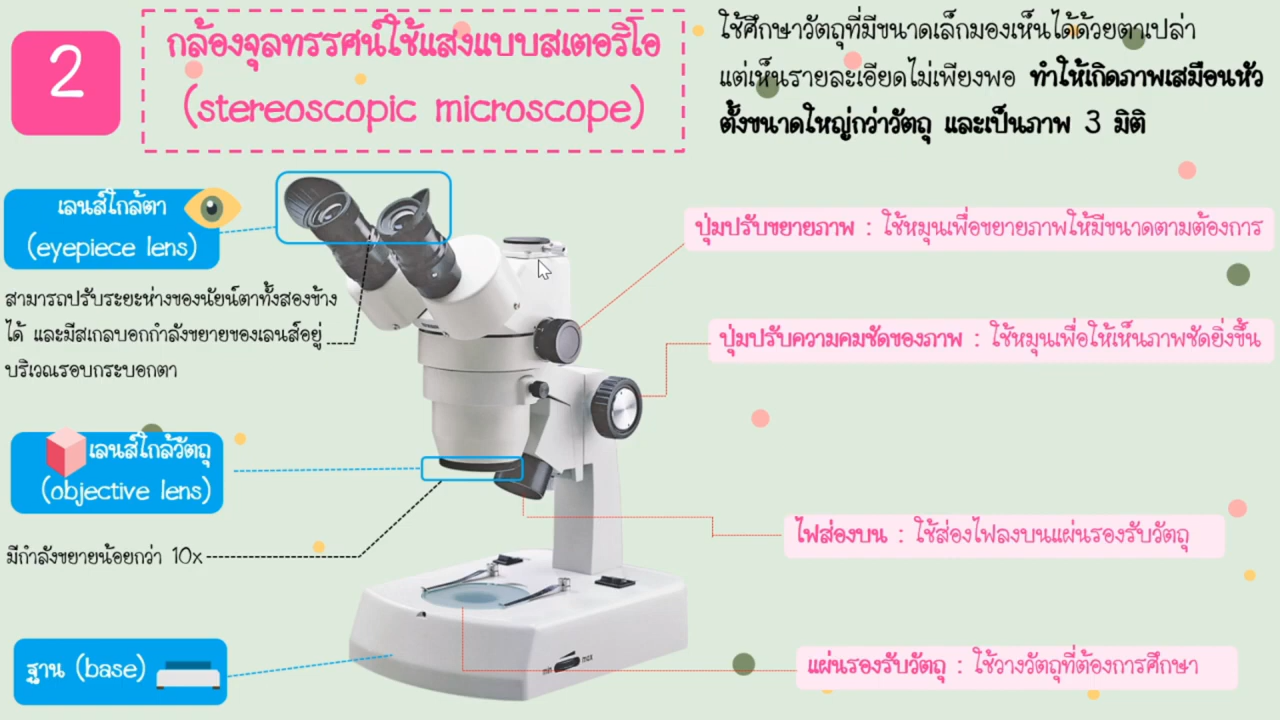 2
กล้องจุลทรรศน์ใช้แสงแบบสเตอริโอ
(stereoscopic microscope)
ใช้ศึกษาวัตถุที่มีขนาดเล็กมองเห็นได้ด้วยตาเปล่า
แต่เห็นรายละเอียดไม่เพียงพอ ทำให้เกิดภาพเสมือนหัว
ตั้งขนาดใหญ่กว่าวัตถุ และเป็นภาพ 3 มิติ
เลนส์ใกล้ตา
(eyepiece lens)
สามารถปรับระยะห่างของนัยน์ตาทั้งสองข้าง
ได้ และมีสเกลบอกกำลังขยายของเลนส์อยู่
บริเวณรอบกระบอกตา
ปุ่มปรับขยายภาพ : ใช้หมุนเพื่อขยายภาพให้มีขนาดตามต้องการ
ปุ่มปรับความคมชัดของภาพ : ใช้หมุนเพื่อให้เห็นภาพชัดยิ่งขึ้น
เลนส์ใกล้วัตถุ
(objective lens)
มีกำลังขยายน้อยกว่า 10x
ไฟส่องบน : ใช้ส่องไฟลงบนแผ่นรองรับวัตถุ
ฐาน (base)
min max
แผ่นรองรับวัตถุ : ใช้วางวัตถุที่ต้องการศึกษา